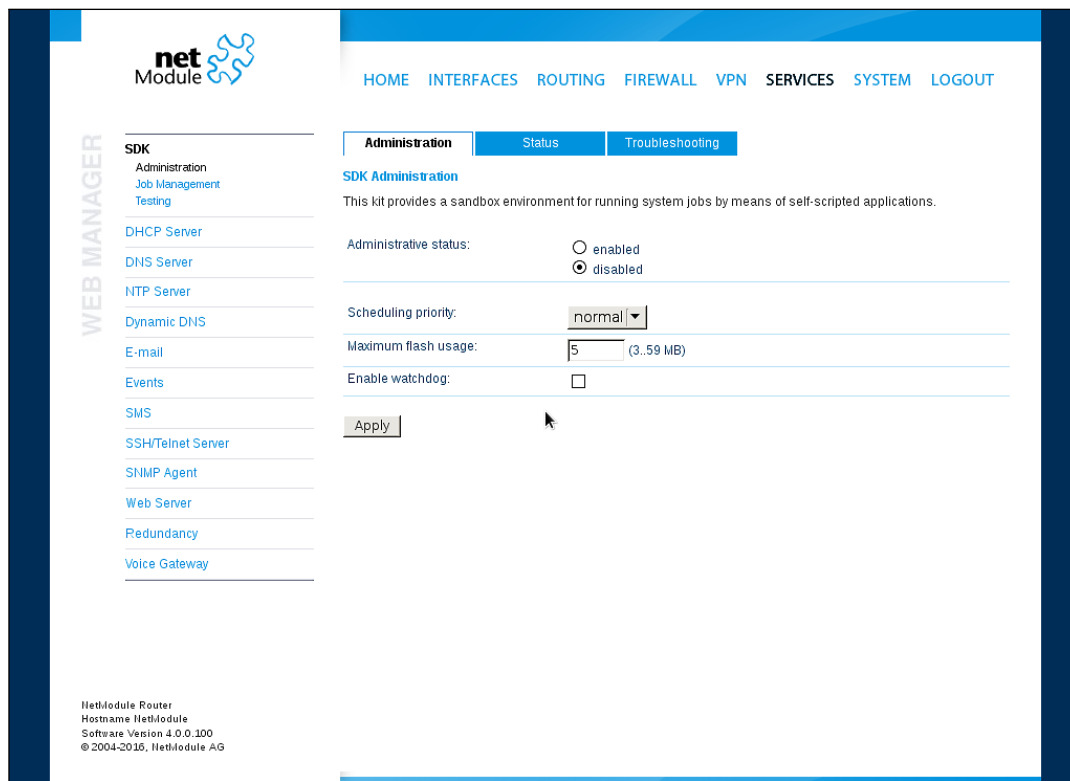 net
Module
HOME INTERFACES ROUTING FIREWALL VPN SERVICES SYSTEM LOGOUT
WEB MANAGER
SDK
Administration
Job Management
Testing
DHCP Server
DNS Server
NTP Server
Dynamic DNS
E-mail
Events
SMS
SSH/Telnet Server
SNMP Agent
Web Server
Redundancy
Voice Gateway
Administration Status Troubleshooting
SDK Administration
This kit provides a sandbox environment for running system jobs by means of self-scripted applications.
Administrative status:
enabled
disabled
Scheduling priority: normal
Maximum flash usage: 5 (3..59 MB)
Enable watchdog:
Apply
NetModule Router
Hostname NetModule
Software Version 4.0.0.100
© 2004-2016, NetModule AG